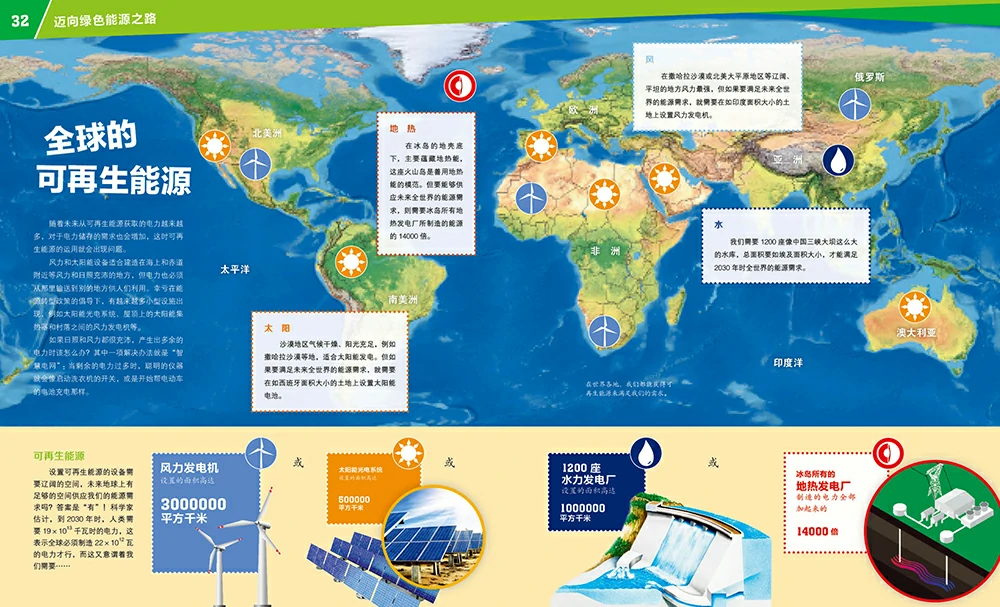 32
迈向绿色能源之路
全球的
可再生能源
随着未来从可再生能源获取的电力越来越
多，对于电力储存的需求也会增加，这时可再
生能源的运用就会出现问题。
风力和太阳能设备适合建造在海上和赤道
附近等风力和日照充沛的地方，但电力也必须
从那里输送到别的地方供人们利用。幸亏在能
源转型政策的倡导下，有越来越多小型设施出
现，例如太阳能光电系统、屋顶上的太阳能集
热器和村落之间的风力发电机等。
如果日照和风力都很充沛，产生出多余的
电力时该怎么办？其中一项解决办法就是“智
慧电网”：当剩余的电力过多时，聪明的仪器
就会像启动洗衣机的开关，或是开始帮电动车
的电池充电那样。
北美洲
太平洋
南美洲
欧 洲
非 洲
亚 洲
俄罗斯
印度洋
澳大利亚
地 热
在冰岛的地壳底
下，主要蕴藏地热能，
这座火山岛是善用地热
能的模范。但要能够供
应未来全世界的能源需
求，则需要冰岛所有地
热发电厂所制造的能源
的 14000 倍。
风
在撒哈拉沙漠或北美大平原地区等辽阔、
平坦的地方风力最强，但如果要满足未来全世
界的能源需求，就需要在如印度面积大小的土
地上设置风力发电机。
水
我们需要 1200 座像中国三峡大坝这么大
的水库，总面积要如埃及面积大小，才能满足
2030 年时全世界的能源需求。
太 阳
沙漠地区气候干燥、阳光充足，例如
撒哈拉沙漠等地，适合太阳能发电。但如
果要满足未来全世界的能源需求，就需要
在如西班牙面积大小的土地上设置太阳能
电池。
在世界各地，我们都能获得可
再生能源来满足我们的需求。
可再生能源
设置可再生能源的设备需
要辽阔的空间，未来地球上有
足够的空间供应我们的能源需
求吗？答案是“有”！科学家
估计，到 2030 年时，人类需
要 19×10¹³ 千瓦时的电力，这
表示全球必须制造 22×10¹² 瓦
的电力才行，而这又意谓着我
们需要……
风力发电机
设置的面积高达
3000000
平方千米
或
太阳能光电系统
设置的面积高达
500000
平方千米
或
1200 座
水力发电厂
设置的面积高达
1000000
平方千米
或
冰岛所有的
地热发电厂
制造的电力全部
加起来的
14000 倍